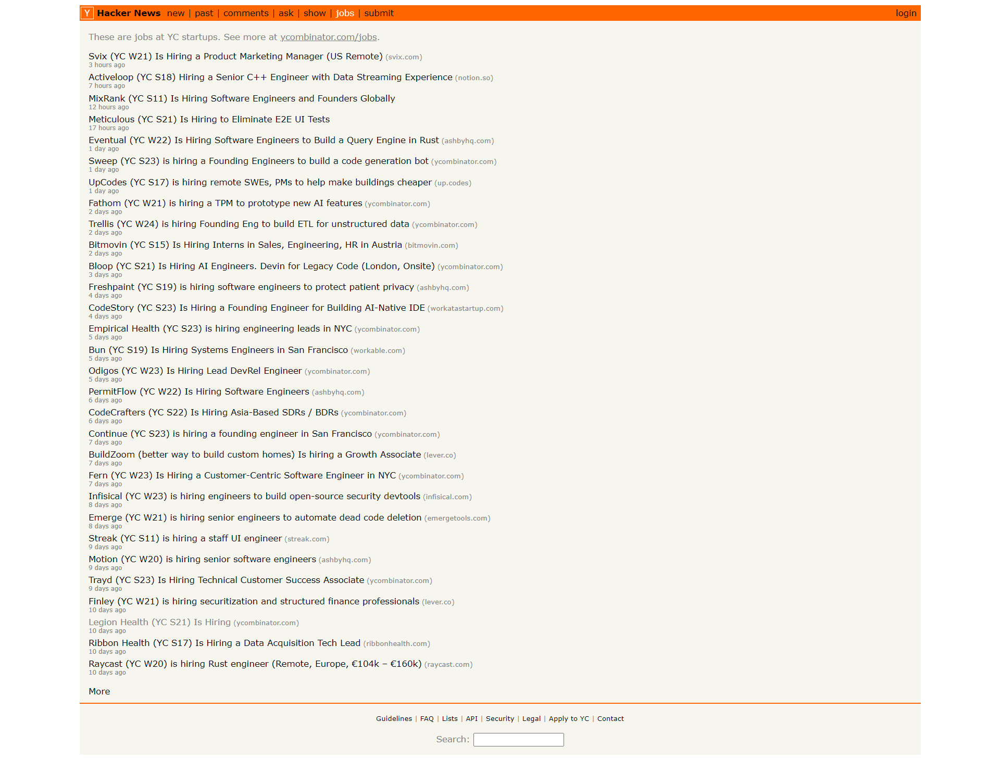 Y Hacker News new | past | comments | ask | show | jobs | submit login
These are jobs at YC startups. See more at ycombinator.com/jobs.
Svix (YC W21) Is Hiring a Product Marketing Manager (US Remote) (svix.com)
3 hours ago
Activeloop (YC S18) Hiring a Senior C++ Engineer with Data Streaming Experience (notion.so)
7 hours ago
MixRank (YC S11) Is Hiring Software Engineers and Founders Globally
12 hours ago
Meticulous (YC S21) Is Hiring to Eliminate E2E UI Tests
17 hours ago
Eventual (YC W22) Is Hiring Software Engineers to Build a Query Engine in Rust (ashbyhq.com)
1 day ago
Sweep (YC S23) is hiring a Founding Engineers to build a code generation bot (ycombinator.com)
1 day ago
UpCodes (YC S17) is hiring remote SWEs, PMs to help make buildings cheaper (up.codes)
1 day ago
Fathom (YC W21) is hiring a TPM to prototype new AI features (ycombinator.com)
2 days ago
Trellis (YC W24) is hiring Founding Eng to build ETL for unstructured data (ycombinator.com)
2 days ago
Bitmovin (YC S15) Is Hiring Interns in Sales, Engineering, HR in Austria (bitmovin.com)
2 days ago
Bloop (YC S21) Is Hiring AI Engineers. Devin for Legacy Code (London, Onsite) (ycombinator.com)
3 days ago
Freshpaint (YC S19) is hiring software engineers to protect patient privacy (ashbyhq.com)
4 days ago
CodeStory (YC S23) Is Hiring a Founding Engineer for Building AI-Native IDE (workatastartup.com)
4 days ago
Empirical Health (YC S23) is hiring engineering leads in NYC (ycombinator.com)
5 days ago
Bun (YC S19) Is Hiring Systems Engineers in San Francisco (workable.com)
5 days ago
Odigos (YC W23) Is Hiring Lead DevRel Engineer (ycombinator.com)
5 days ago
PermitFlow (YC W22) Is Hiring Software Engineers (ashbyhq.com)
6 days ago
CodeCrafters (YC S22) Is Hiring Asia-Based SDRs / BDRs (ycombinator.com)
6 days ago
Continue (YC S23) is hiring a founding engineer in San Francisco (ycombinator.com)
7 days ago
BuildZoom (better way to build custom homes) Is hiring a Growth Associate (lever.co)
7 days ago
Fern (YC W23) Is Hiring a Customer-Centric Software Engineer in NYC (ycombinator.com)
7 days ago
Infisical (YC W23) is hiring engineers to build open-source security devtools (infisical.com)
8 days ago
Emerge (YC W21) is hiring senior engineers to automate dead code deletion (emergetools.com)
8 days ago
Streak (YC S11) is hiring a staff UI engineer (streak.com)
9 days ago
Motion (YC W20) is hiring senior software engineers (ashbyhq.com)
9 days ago
Trayd (YC S23) Is Hiring Technical Customer Success Associate (ycombinator.com)
9 days ago
Finley (YC W21) is hiring securitization and structured finance professionals (lever.co)
10 days ago
Legion Health (YC S21) Is Hiring (ycombinator.com)
10 days ago
Ribbon Health (YC S17) Is Hiring a Data Acquisition Tech Lead (ribbonhealth.com)
10 days ago
Raycast (YC W20) is hiring Rust engineer (Remote, Europe, €104k – €160k) (raycast.com)
10 days ago
More
Guidelines | FAQ | Lists | API | Security | Legal | Apply to YC | Contact
Search: